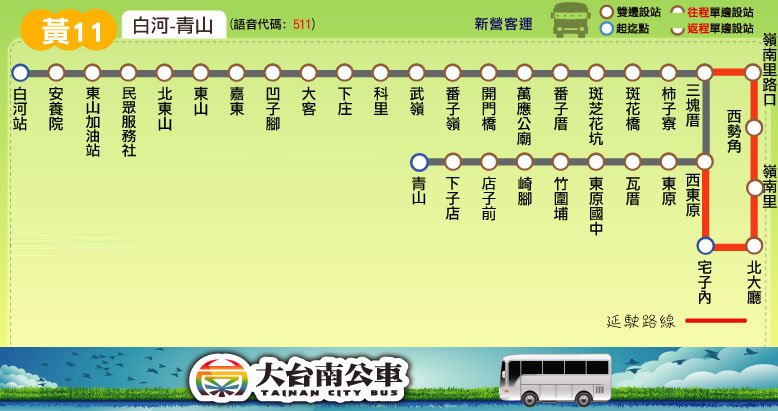 黃11
白河-青山
(語音代碼：511)
新營客運
雙邊設站
往程單邊設站
起迄點
返程單邊設站
白河站
安養院
東山加油站
民眾服務社
北東山
東山
嘉東
凹子腳
大客
下庄
科里
武嶺
番子嶺
開門橋
萬應公廟
番子厝
斑芝花坑
斑花橋
柿子寮
三塊厝
嶺南里路口
西勢角
嶺南里
北大廳
宅子內
西東原
東原
瓦厝
東原國中
竹圍埔
崎腳
店子前
下子店
青山
延駛路線
大台南公車
TAINAN CITY BUS